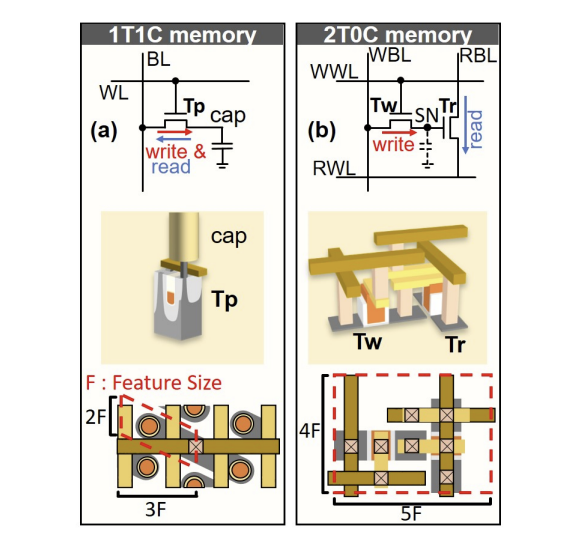 1T1C memory
BL
WL
Tp
cap
(a)
write &
read
cap
Tp
F : Feature Size
2F
3F
2T0C memory
WBL
RBL
WWL
Tw
SN
Tr
(b)
write
read
RWL
Tw
Tr
4F
5F